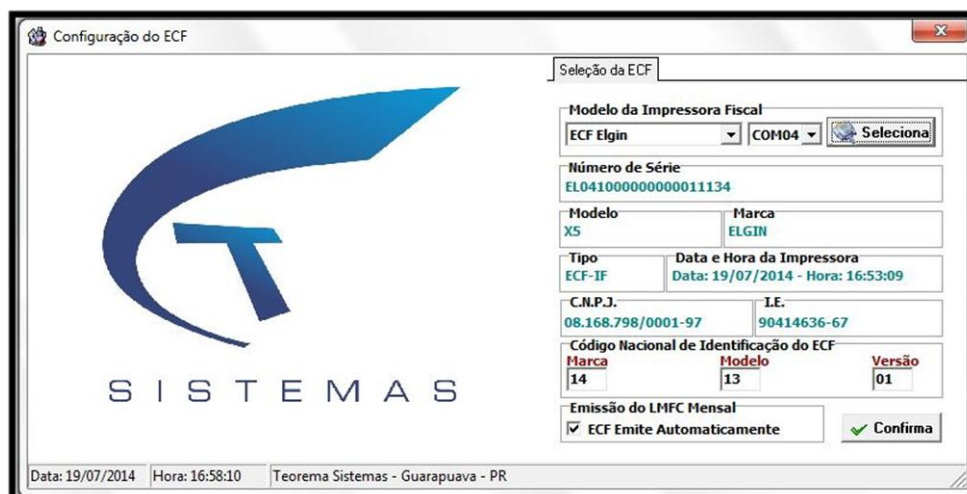 Configuração do ECF
Seleção da ECF
Modelo da Impressora Fiscal
ECF Elgin COM04 Seleciona
Número de Série
EL041000000000011134
Modelo Marca
X5 ELGIN
Tipo Data e Hora da Impressora
ECF-IF Data: 19/07/2014 - Hora: 16:53:09
C.N.P.J. I.E.
08.168.798/0001-97 90414636-67
Código Nacional de Identificação do ECF
Marca Modelo Versão
14 13 01
Emissão do LMFC Mensal
ECF Emite Automaticamente Confirma
T
SISTEMAS
Data: 19/07/2014 Hora: 16:58:10 Teorema Sistemas - Guarapuava - PR